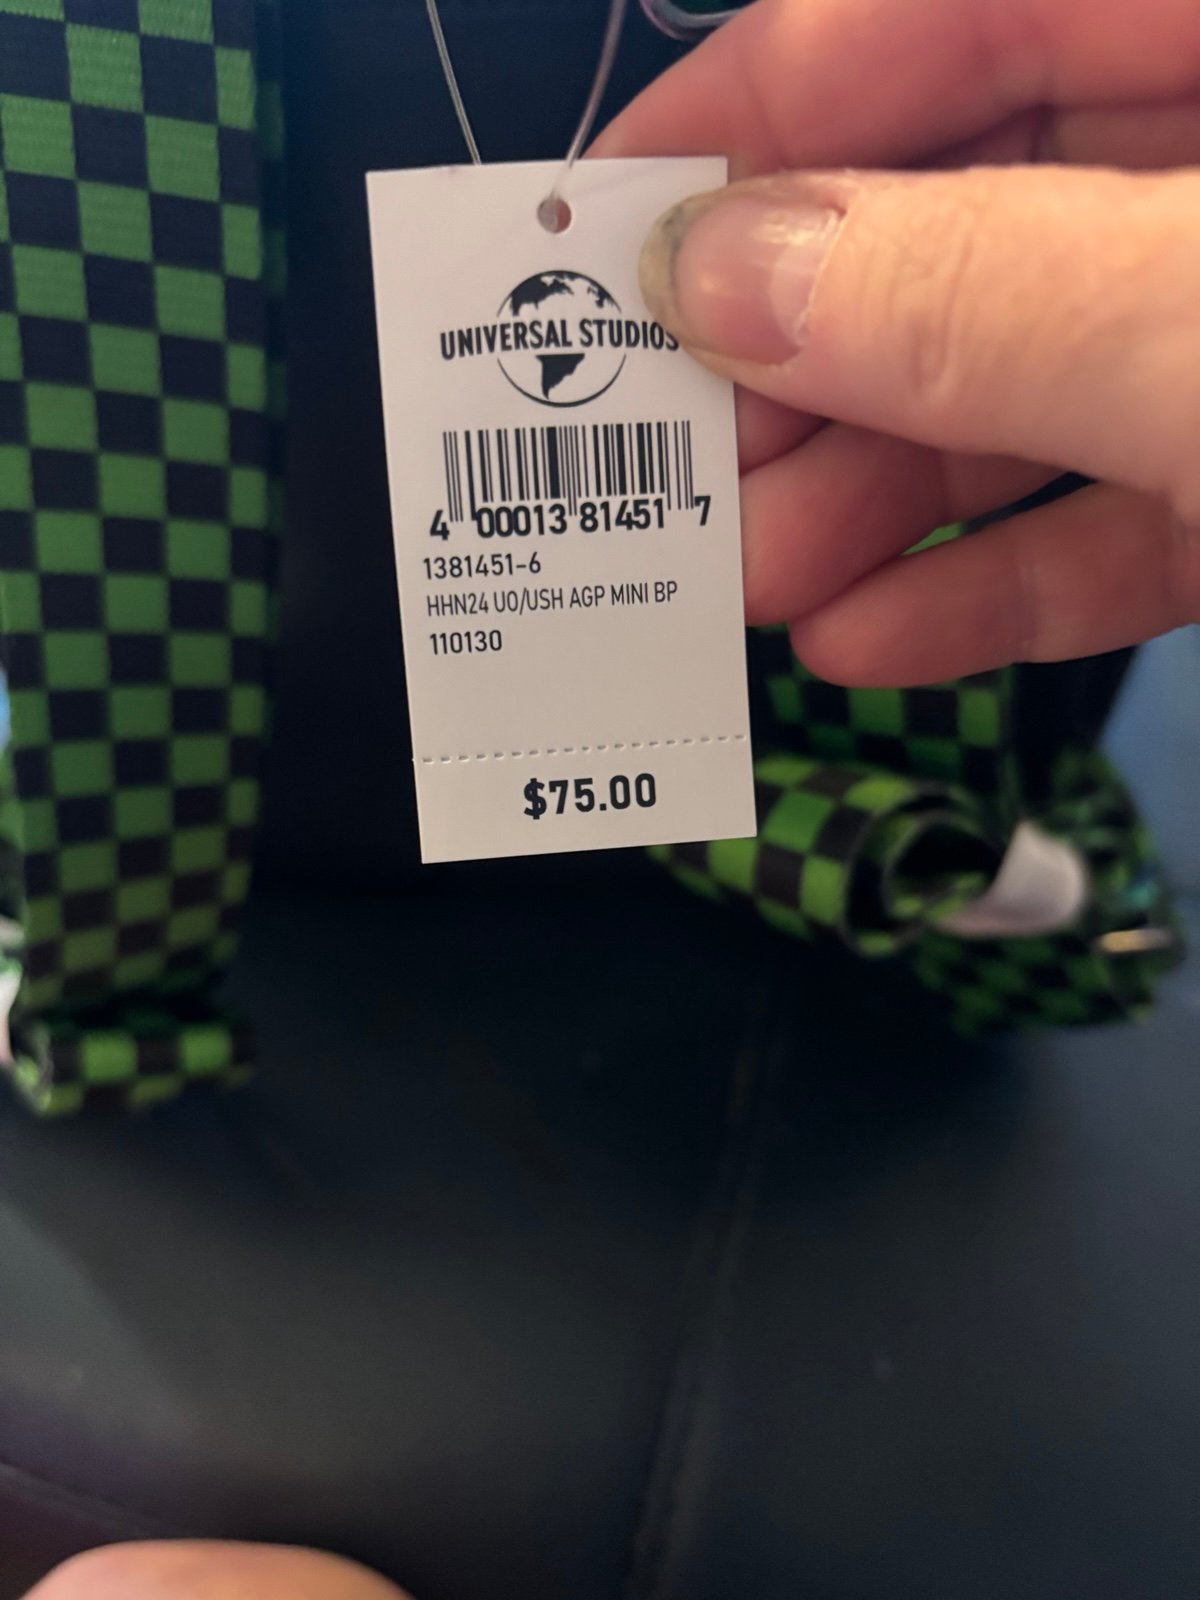 UNIVERSAL STUDIOS
4 00013 81451 7
1381451-6
HHN24 UO/USH AGP MINI BP
110130
$75.00